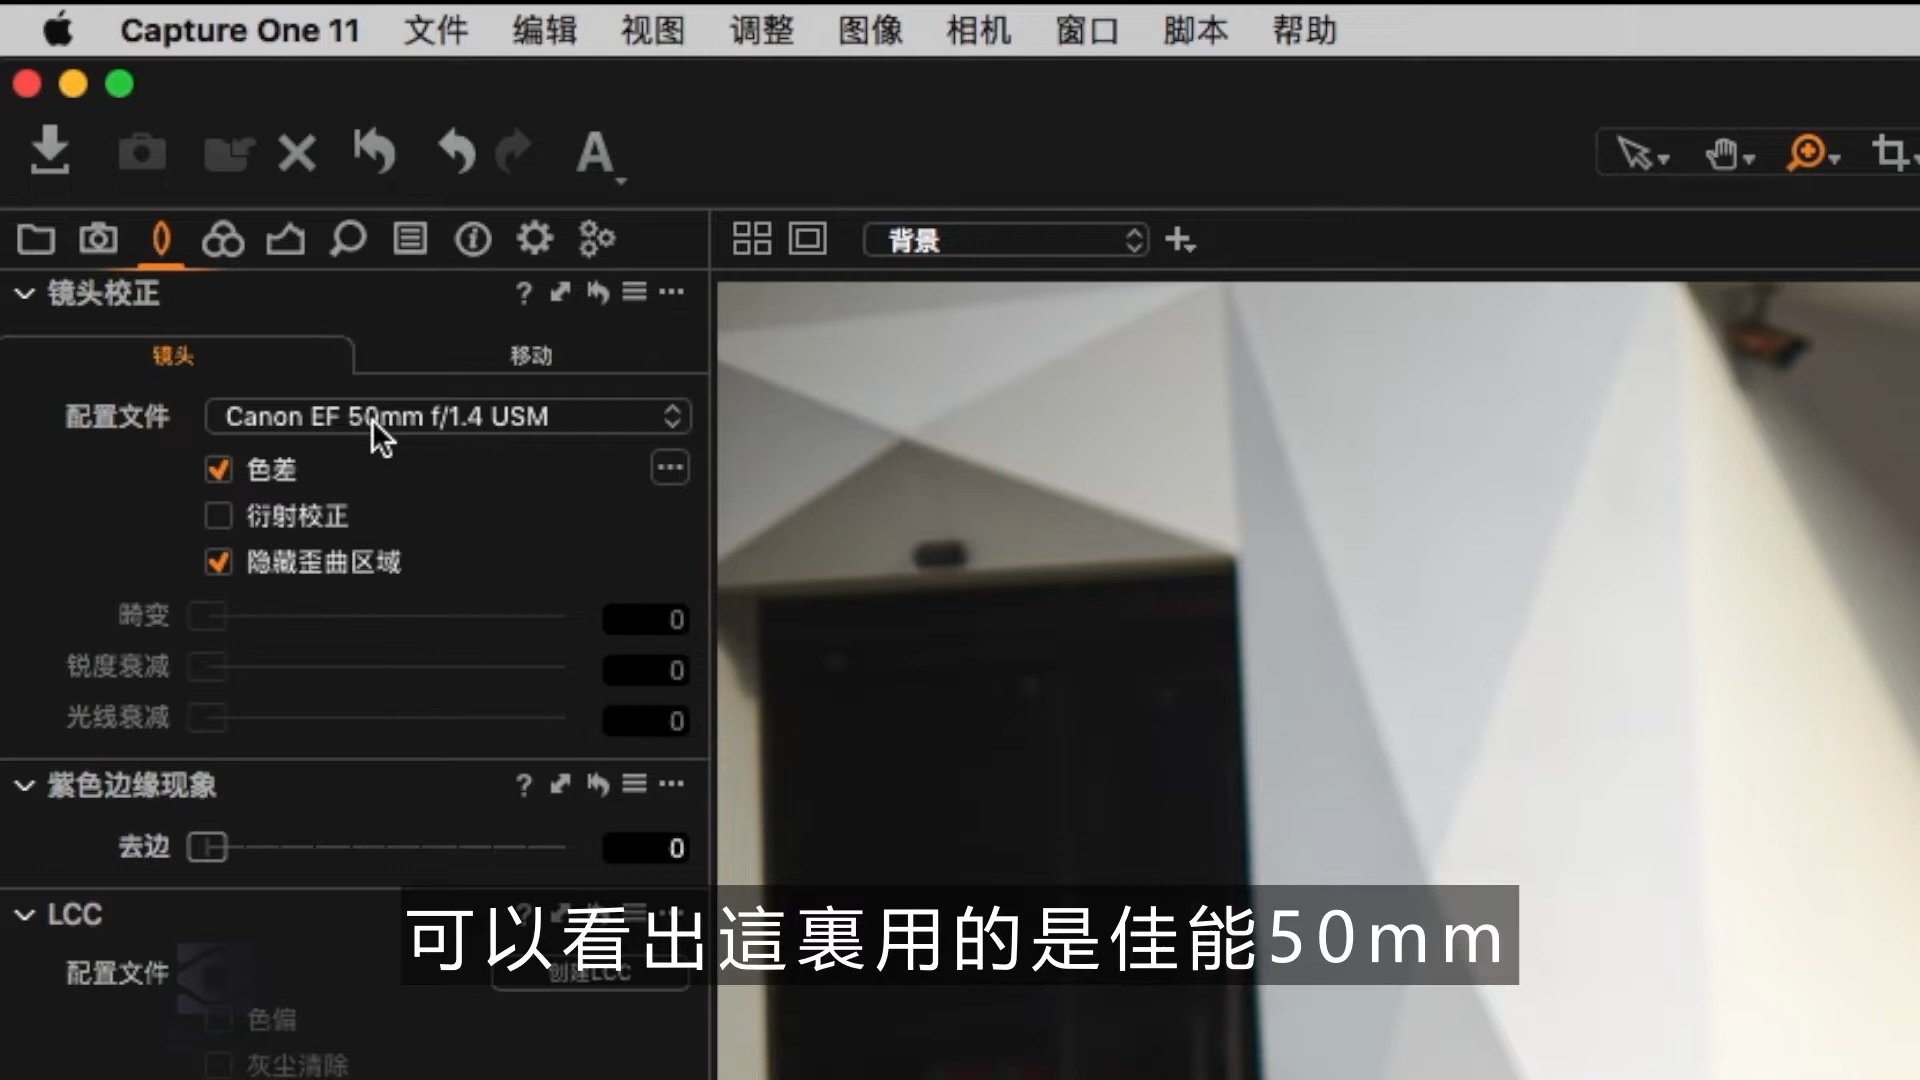 Capture One 11 文件 编辑 视图 调整 图像 相机 窗口 脚本 帮助
A
背景
镜头校正
镜头 移动
配置文件 Canon EF 50mm f/1.4 USM
色差
衍射校正
隐藏歪曲区域
畸变 0
锐度衰减 0
光线衰减 0
紫色边缘现象
去边 0
LCC
可以看出這裏用的是佳能50mm
配置文件 创建LCC
色偏
灰尘清除